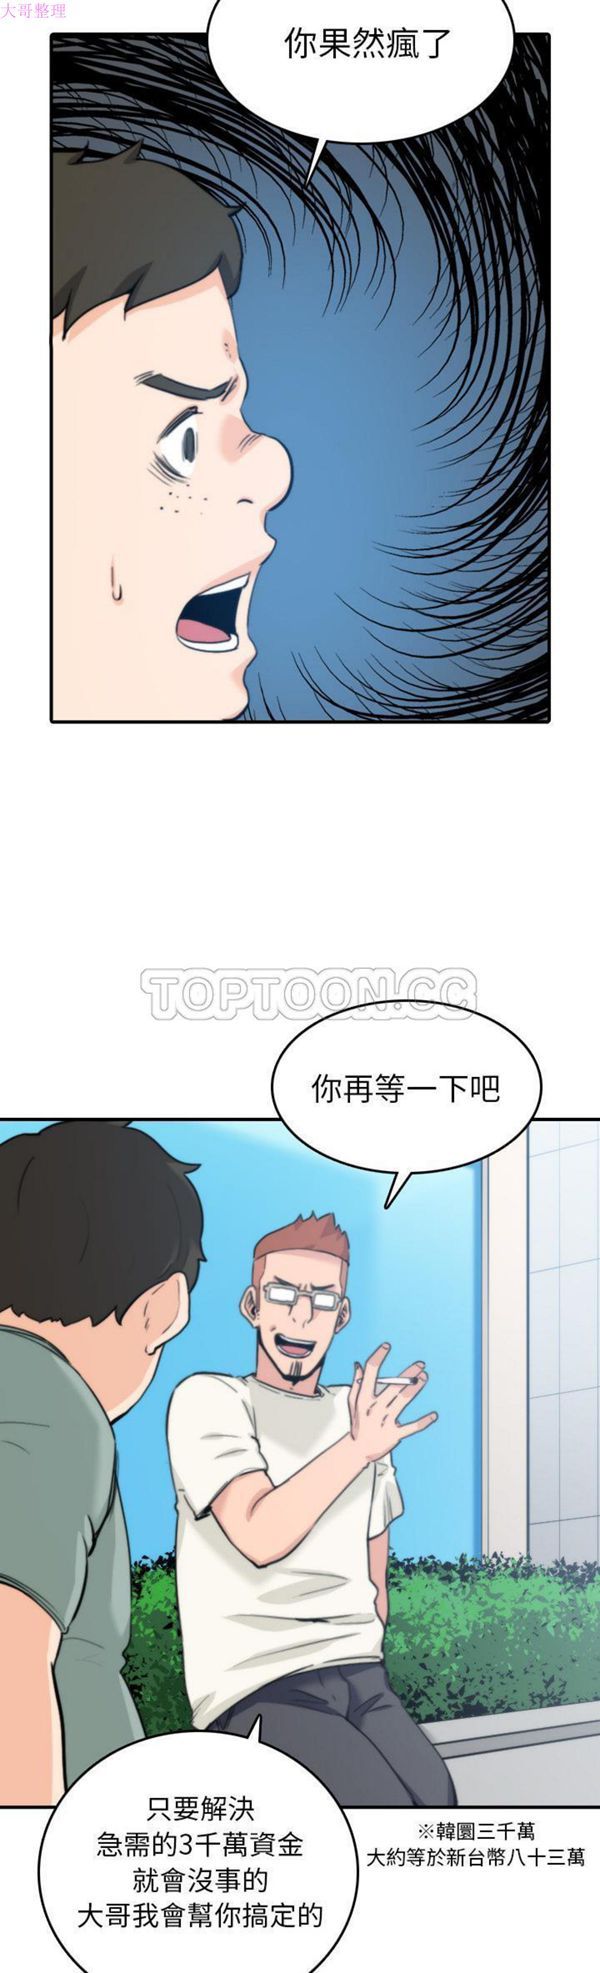 大哥整理
你果然瘋了
TOPTOON.CC
你再等一下吧
只要解決
急需的3千萬資金
就會沒事的
大哥我會幫你搞定的
※韓圜三千萬
大約等於新台幣八十三萬